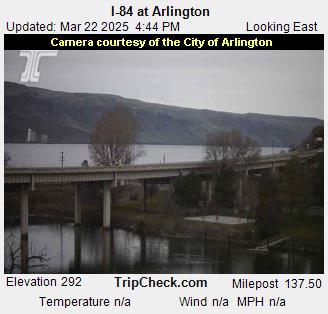 I-84 at Arlington
Updated: Mar 22 2025 4:44 PM Looking East
Camera courtesy of the City of Arlington
Elevation 292 TripCheck.com Milepost 137.50
Temperature n/a Wind n/a MPH n/a